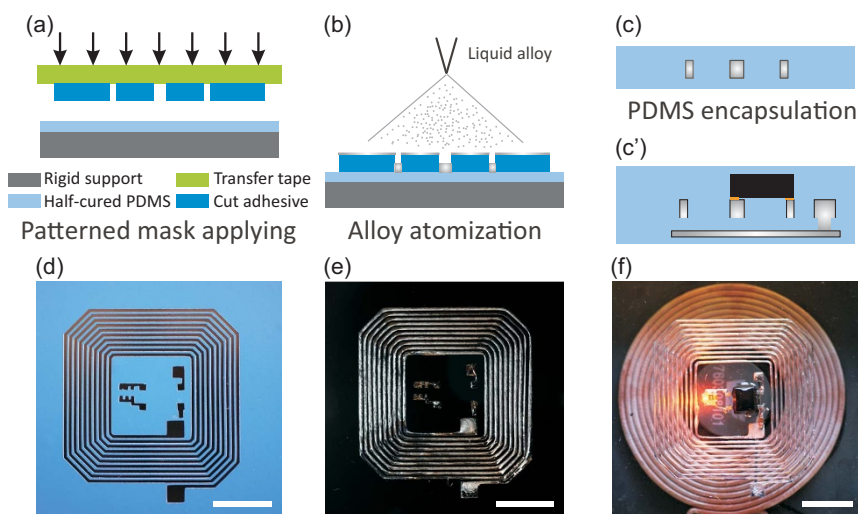 (a)
(b)
Liquid alloy
(c)
PDMS encapsulation
(c')
Rigid support
Transfer tape
Half-cured PDMS
Cut adhesive
Patterned mask applying
Alloy atomization
(d)
(e)
(f)